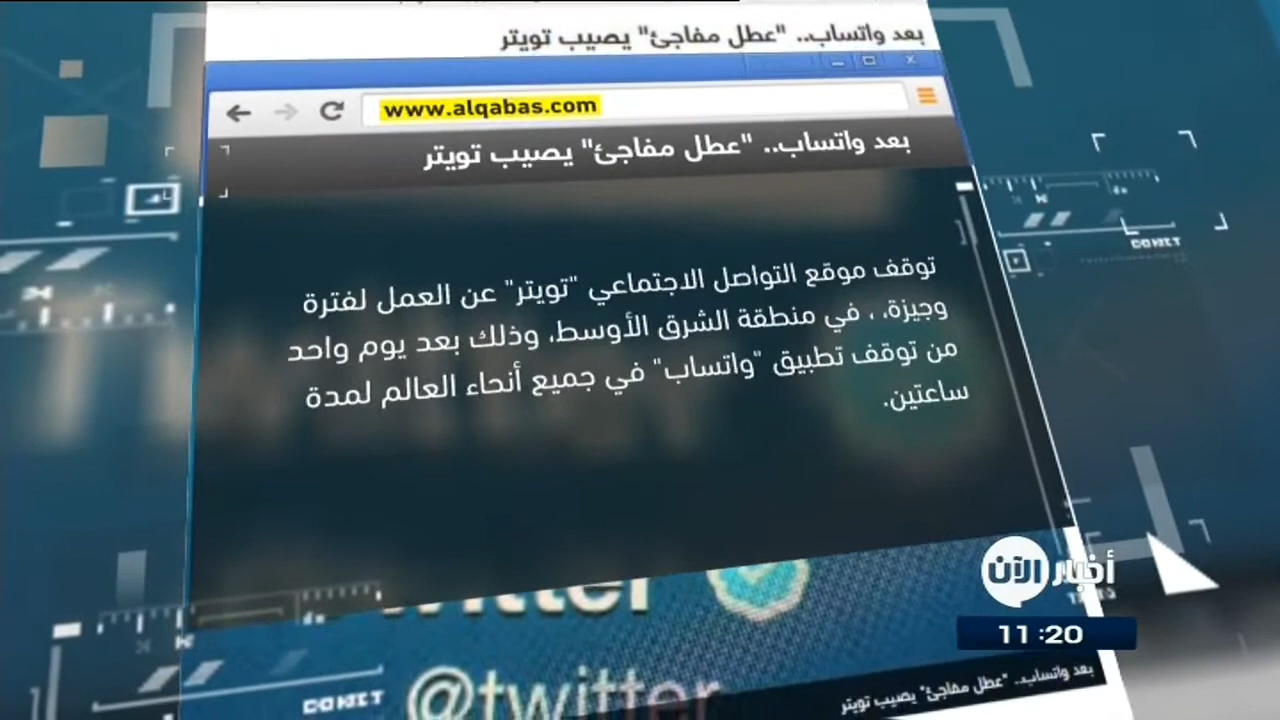 بعد واتساب.. "عطل مفاجئ" يصيب تويتر
www.alqabas.com
بعد واتساب.. "عطل مفاجئ" يصيب تويتر
توقف موقع التواصل الاجتماعي "تويتر" عن العمل لفترة
وجيزة، ، في منطقة الشرق الأوسط، وذلك بعد يوم واحد
من توقف تطبيق "واتساب" في جميع أنحاء العالم لمدة
ساعتين.
أخبار الآن
11:20
@twitter
بعد واتساب.. "عطل مفاجئ" يصيب تويتر